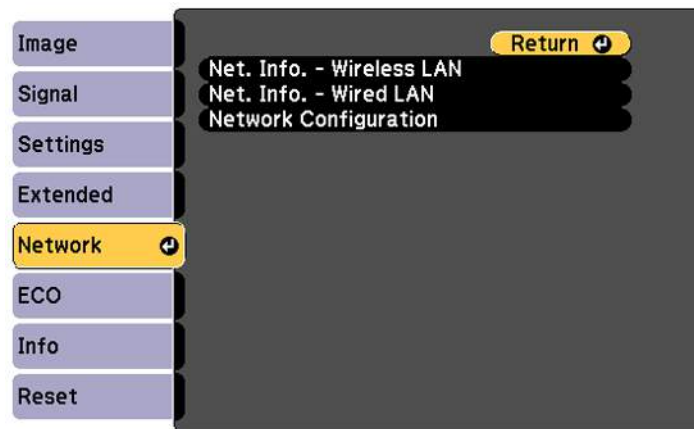 Image
Signal
Settings
Extended
Network
ECO
Info
Reset
Return
Net. Info. - Wireless LAN
Net. Info. - Wired LAN
Network Configuration